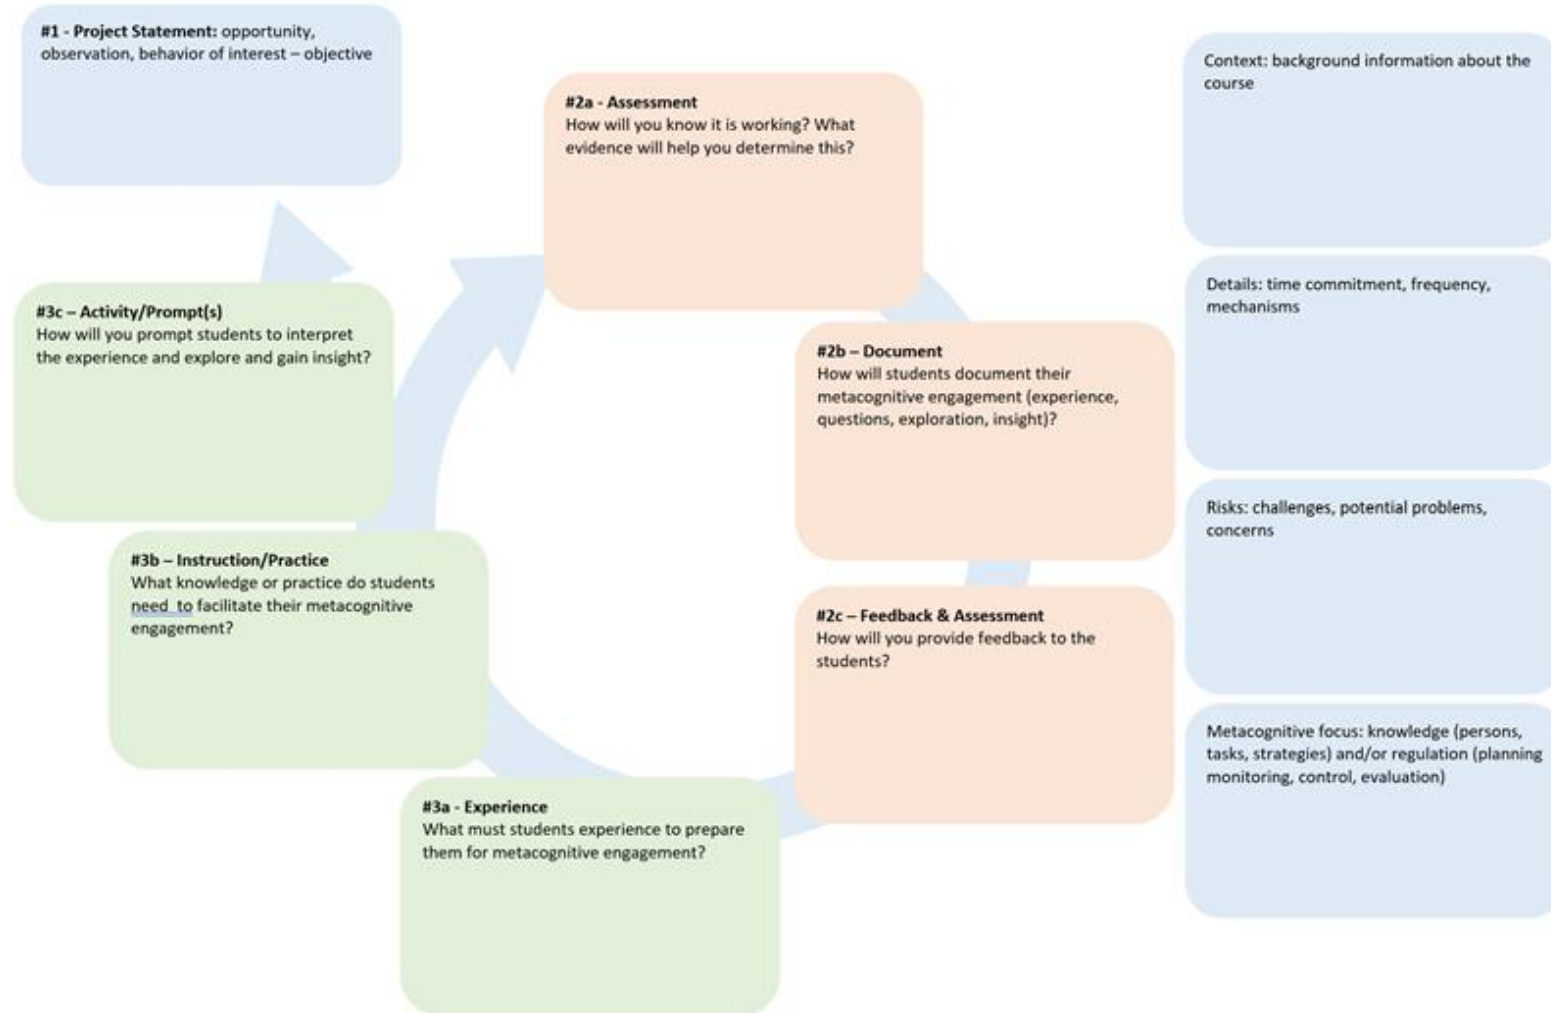 #1 - Project Statement: opportunity,
observation, behavior of interest – objective
#2a - Assessment
How will you know it is working? What
evidence will help you determine this?
#2b – Document
How will students document their
metacognitive engagement (experience,
questions, exploration, insight)?
#2c – Feedback & Assessment
How will you provide feedback to the
students?
#3a - Experience
What must students experience to prepare
them for metacognitive engagement?
#3b – Instruction/Practice
What knowledge or practice do students
need  to facilitate their metacognitive
engagement?
#3c – Activity/Prompt(s)
How will you prompt students to interpret
the experience and explore and gain insight?
Context: background information about the
course
Details: time commitment, frequency,
mechanisms
Risks: challenges, potential problems,
concerns
Metacognitive focus: knowledge (persons,
tasks, strategies) and/or regulation (planning
monitoring, control, evaluation)